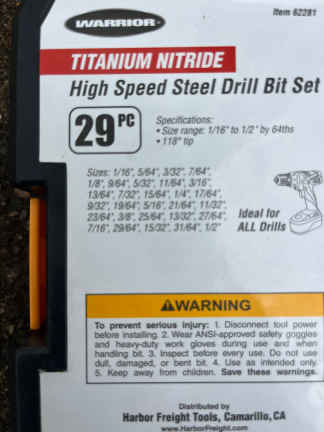 WARRIOR
Item 62281
TITANIUM NITRIDE
High Speed Steel Drill Bit Set
29 PC
Specifications:
• Size range: 1/16" to 1/2" by 64ths
• 118° tip
Sizes: 1/16", 5/64", 3/32", 7/64",
1/8", 9/64", 5/32", 11/64", 3/16",
13/64", 7/32", 15/64", 1/4", 17/64",
9/32", 19/64", 5/16", 21/64", 11/32",
23/64", 3/8", 25/64", 13/32", 27/64",
7/16", 29/64", 15/32", 31/64", 1/2"
Ideal for
ALL Drills
WARNING
To prevent serious injury: 1. Disconnect tool power
before installing. 2. Wear ANSI-approved safety goggles
and heavy-duty work gloves during use and when
handling bit. 3. Inspect before every use. Do not use
dull, damaged, or bent bit. 4. Use as intended only.
5. Keep away from children. Save these warnings.
Distributed by
Harbor Freight Tools, Camarillo, CA
www.HarborFreight.com